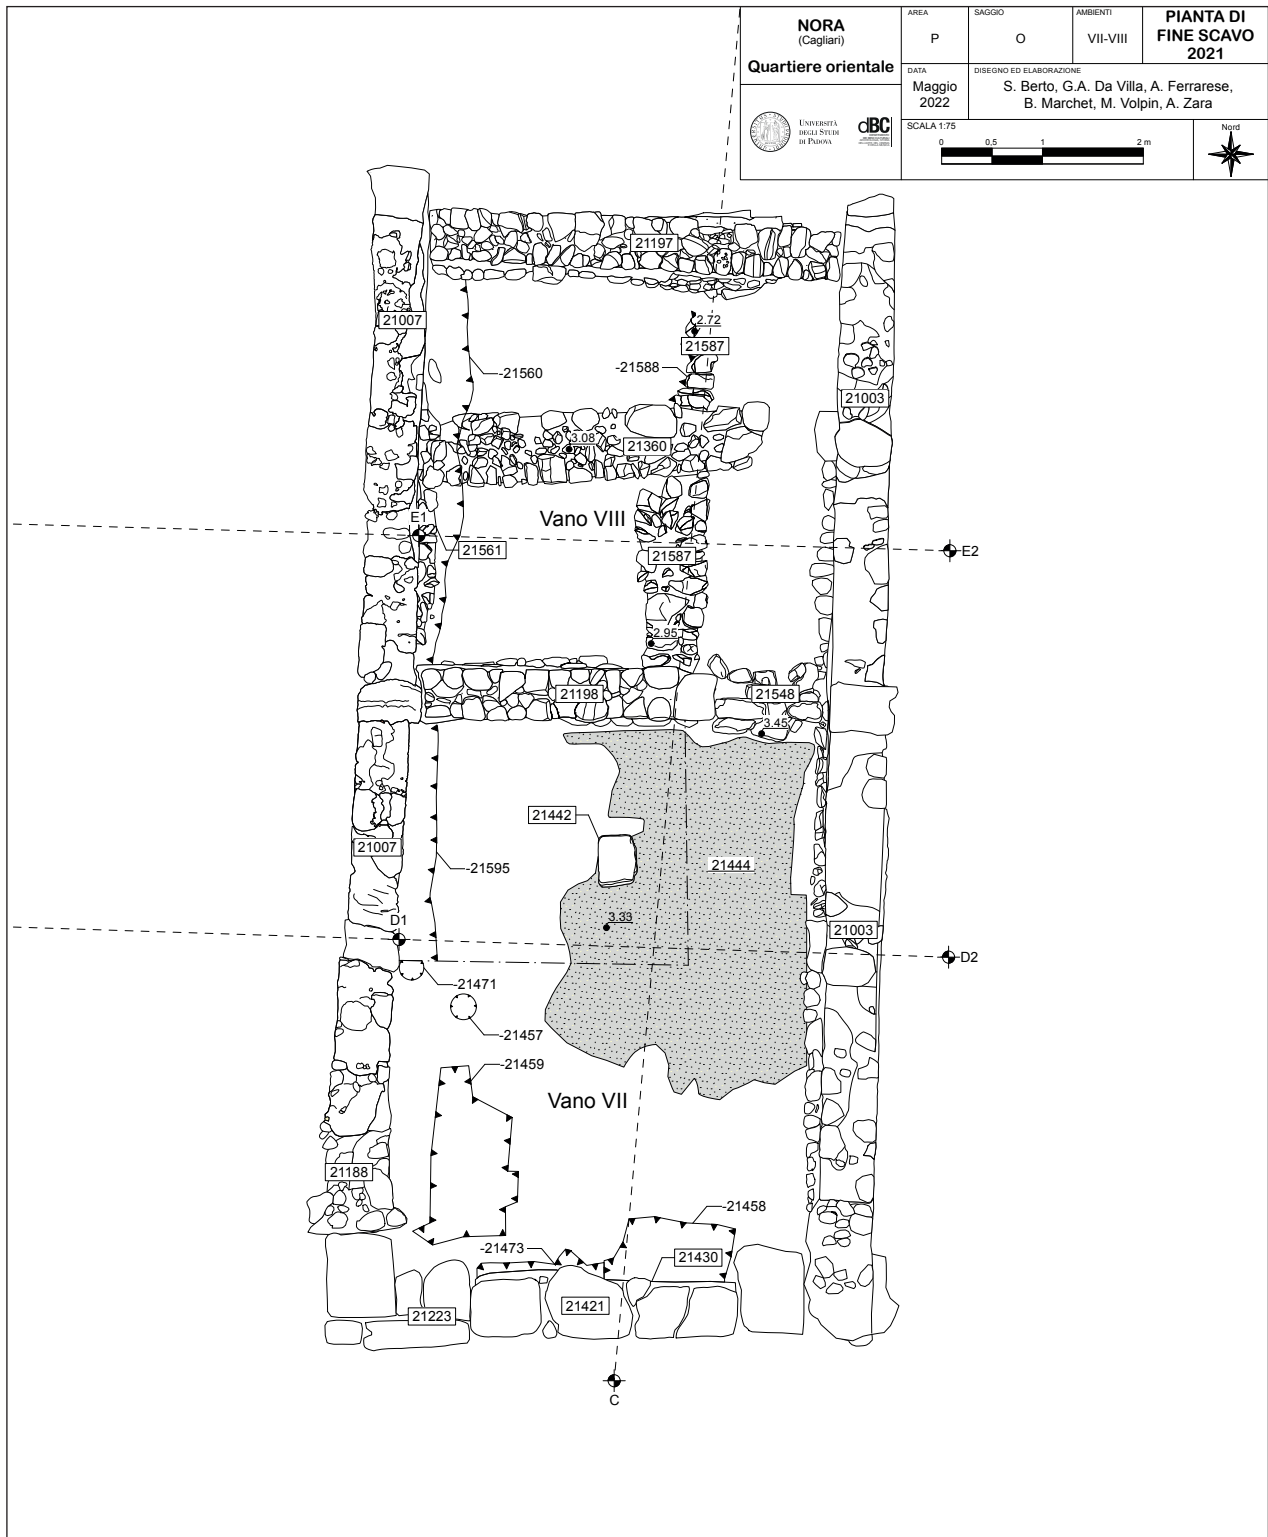 NORA
(Cagliari)
Quartiere orientale
UNIVERSITÀ
DEGLI STUDI
DI PADOVA
dBC
AREA
P
SAGGIO
O
AMBIENTI
VII-VIII
PIANTA DI
FINE SCAVO
2021
DATA
Maggio
2022
DISEGNO ED ELABORAZIONE
S. Berto, G.A. Da Villa, A. Ferrarese,
B. Marchet, M. Volpin, A. Zara
SCALA 1:75
0 0,5 1 2 m
Nord
21197
21007
2.72
21587
-21588
-21560
21003
3.08
21360
Vano VIII
E1
21561
21587
E2
2.95
21198
21548
3.45
21442
21007
-21595
21444
3.33
D1
21003
D2
-21471
-21457
-21459
Vano VII
21188
-21458
-21473
21430
21421
21223
C